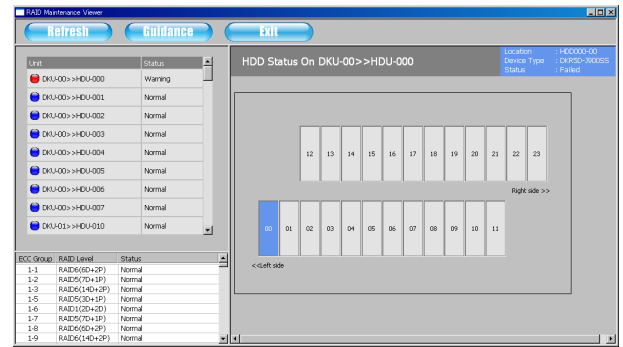 RAID Maintenance Viewer
Refresh Guidance Exit
Unit Status
DKU-00>>HDU-000 Warning
DKU-00>>HDU-001 Normal
DKU-00>>HDU-002 Normal
DKU-00>>HDU-003 Normal
DKU-00>>HDU-004 Normal
DKU-00>>HDU-005 Normal
DKU-00>>HDU-006 Normal
DKU-00>>HDU-007 Normal
DKU-01>>HDU-010 Normal
ECC Group RAID Level Status
1-1 RAID6(6D+2P) Normal
1-2 RAID5(7D+1P) Normal
1-3 RAID6(14D+2P) Normal
1-5 RAID5(3D+1P) Normal
1-6 RAID1(2D+2D) Normal
1-7 RAID5(7D+1P) Normal
1-8 RAID6(6D+2P) Normal
1-9 RAID6(14D+2P) Normal
HDD Status On DKU-00>>HDU-000
Location : HDD000-00
Device Type : DKR5D-J900SS
Status : Failed
12 13 14 15 16 17 18 19 20 21 22 23
Right side >>
00 01 02 03 04 05 06 07 08 09 10 11
<<Left side